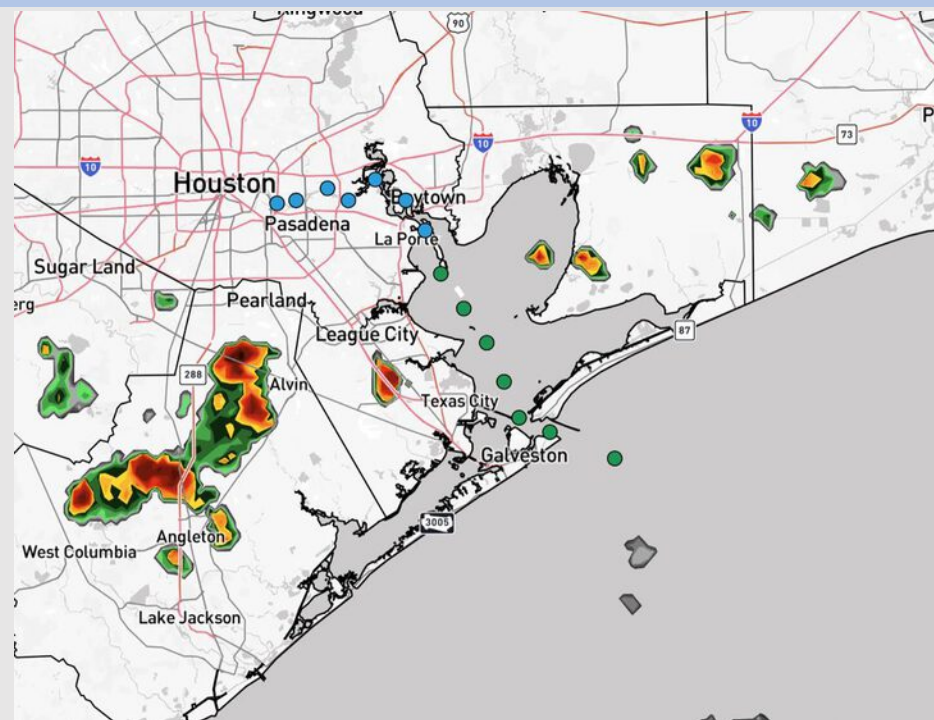 Kingwood
90
10
73
10
10
Houston
Baytown
Pasadena
La Porte
Sugar Land
Pearland
League City
87
288
Alvin
Texas City
Galveston
3005
Angleton
West Columbia
Lake Jackson